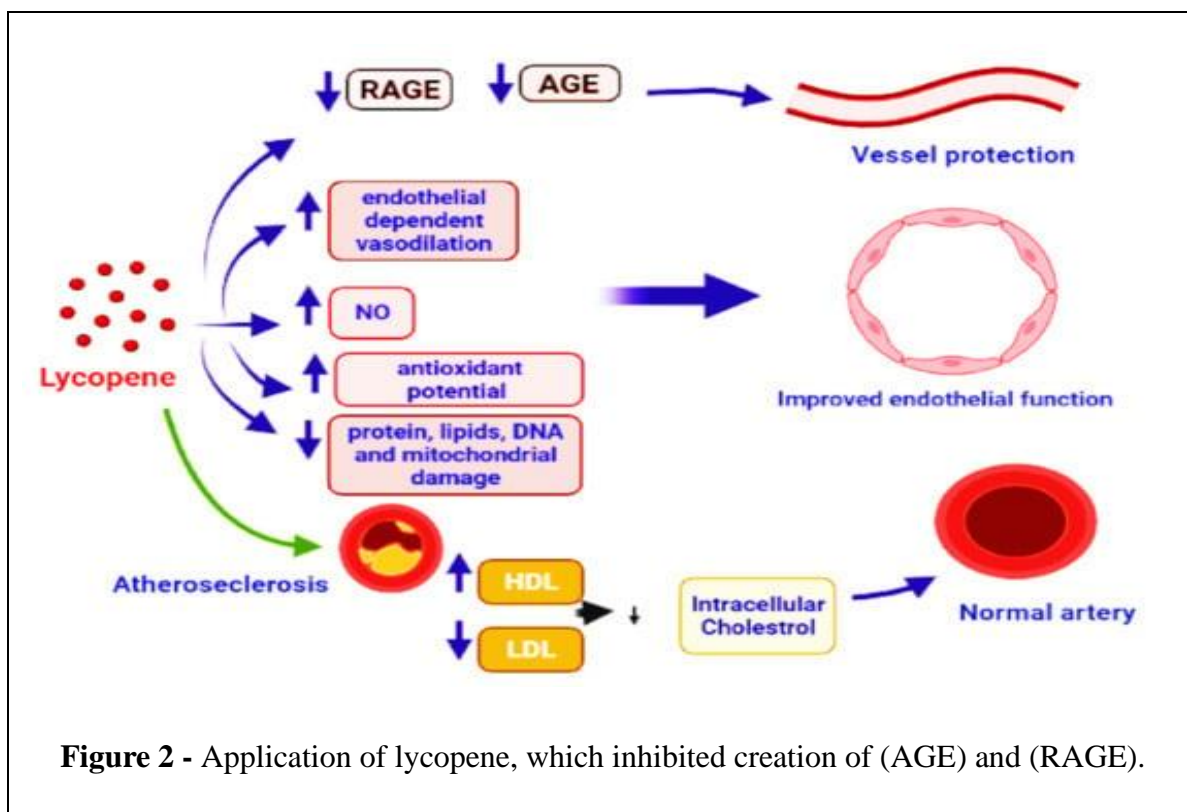 RAGE
AGE
Vessel protection
endothelial
dependent
vasodilation
NO
antioxidant
potential
protein, lipids, DNA
and mitochondrial
damage
Lycopene
Improved endothelial function
Atheroseclerosis
HDL
LDL
Intracellular
Cholestrol
Normal artery
Figure 2 - Application of lycopene, which inhibited creation of (AGE) and (RAGE).